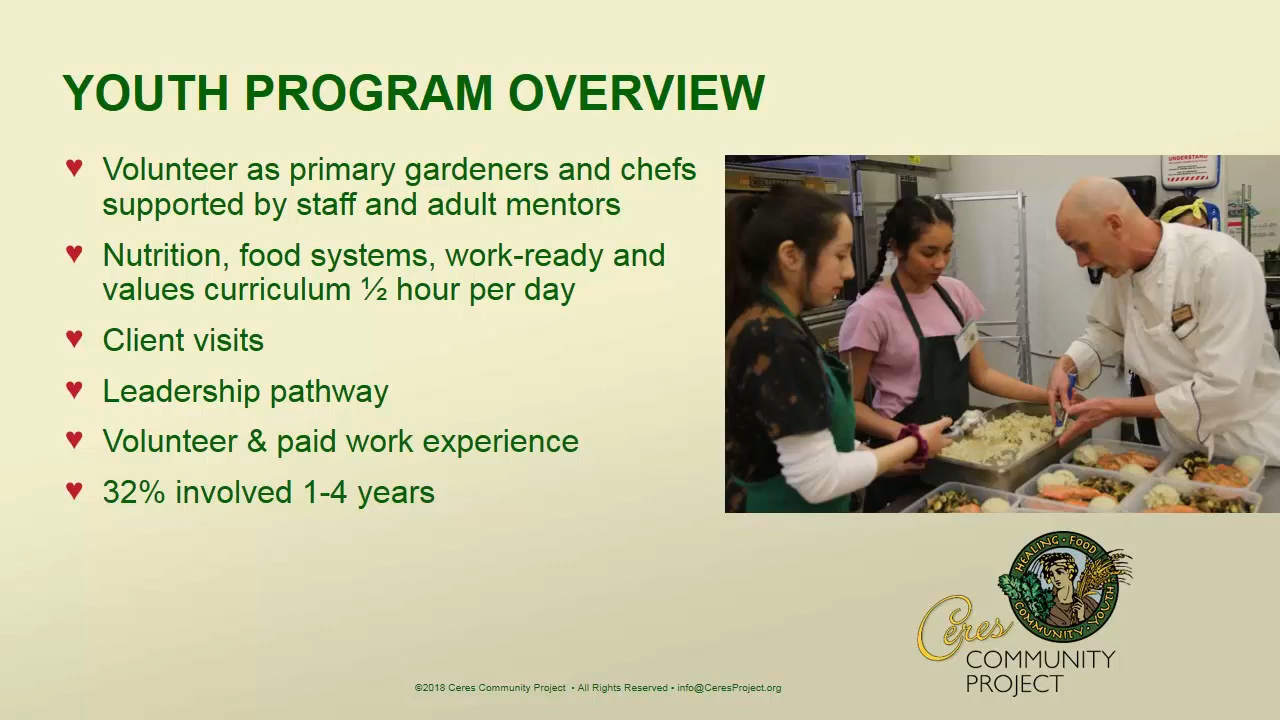 YOUTH PROGRAM OVERVIEW
♥ Volunteer as primary gardeners and chefs
supported by staff and adult mentors
♥ Nutrition, food systems, work-ready and
values curriculum ½ hour per day
♥ Client visits
♥ Leadership pathway
♥ Volunteer & paid work experience
♥ 32% involved 1-4 years
UNDERSTAND
HEALING · FOOD
COMMUNITY · YOUTH
Ceres
COMMUNITY
PROJECT
©2018 Ceres Community Project • All Rights Reserved • info@CeresProject.org